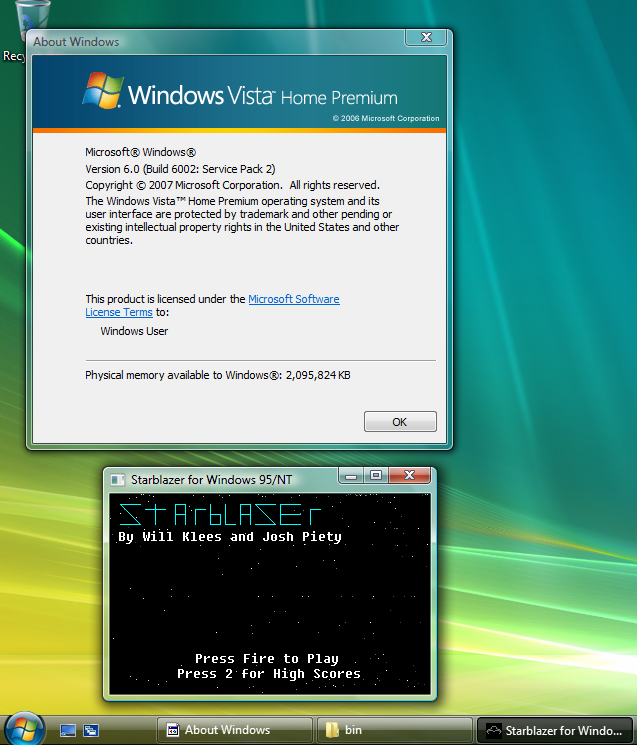 Recy
About Windows
Windows Vista™ Home Premium
© 2006 Microsoft Corporation
Microsoft® Windows®
Version 6.0 (Build 6002: Service Pack 2)
Copyright © 2007 Microsoft Corporation. All rights reserved.
The Windows Vista™ Home Premium operating system and its
user interface are protected by trademark and other pending or
existing intellectual property rights in the United States and other
countries.
This product is licensed under the Microsoft Software
License Terms to:
Windows User
Physical memory available to Windows®: 2,095,824 KB
OK
Starblazer for Windows 95/NT
StArbLAZEr
By Will Klees and Josh Piety
Press Fire to Play
Press 2 for High Scores
About Windows
bin
Starblazer for Windo...